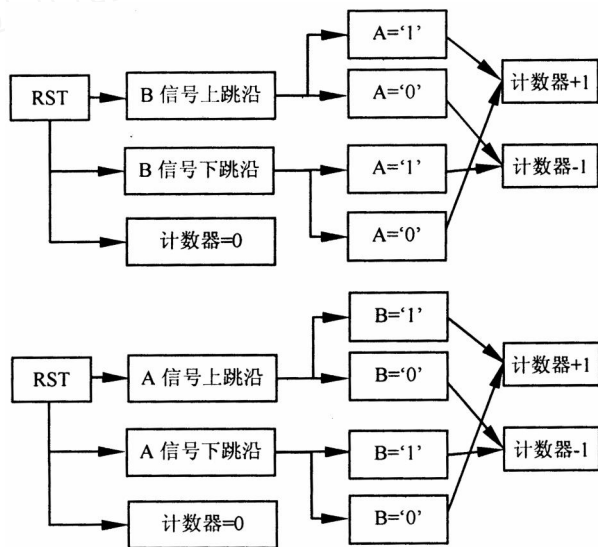 A=‘1’
RST
B 信号上跳沿
A=‘0’
计数器+1
B 信号下跳沿
A=‘1’
计数器-1
计数器=0
A=‘0’
B=‘1’
RST
A 信号上跳沿
B=‘0’
计数器+1
A 信号下跳沿
B=‘1’
计数器-1
计数器=0
B=‘0’